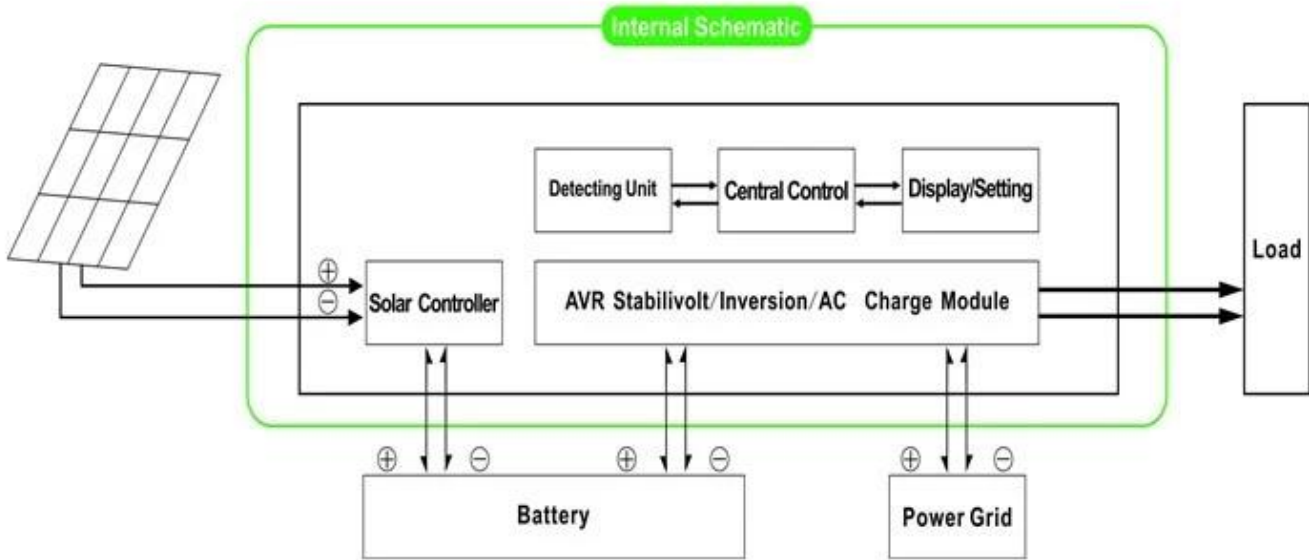 Internal Schematic
Detecting Unit
Central Control
Display/Setting
Load
⊕
⊖
Solar Controller
AVR Stabilivolt/Inversion/AC Charge Module
⊕ ⊖ ⊕ ⊖ ⊕ ⊖
Battery
Power Grid